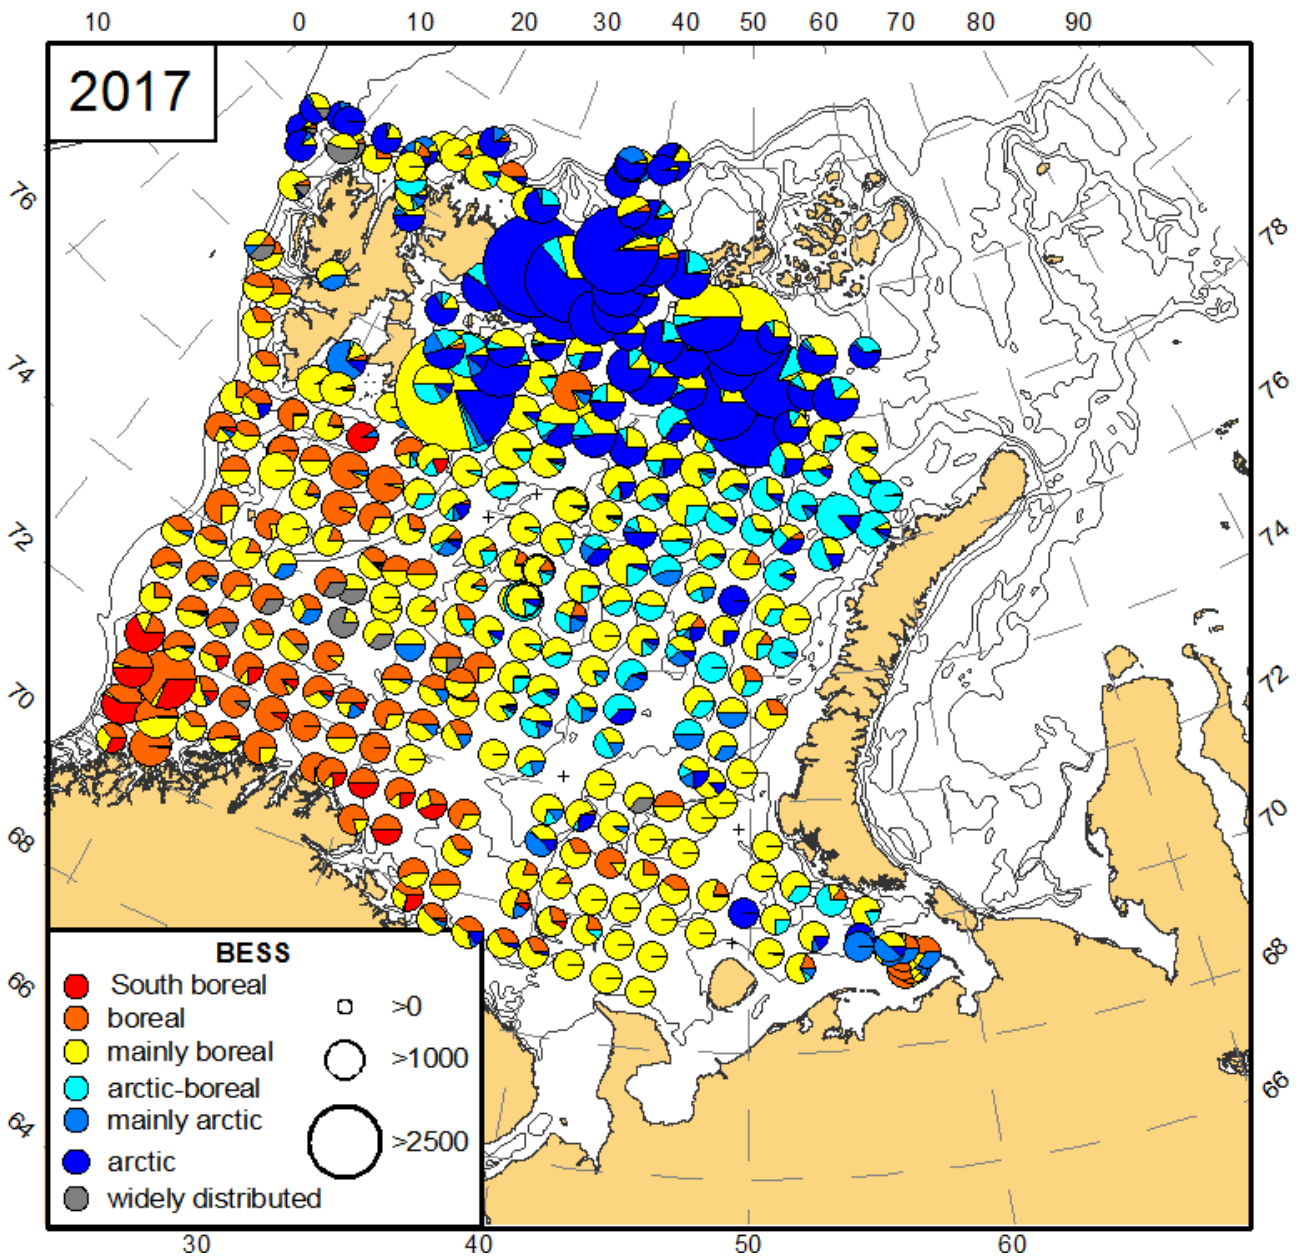 10 0 10 20 30 40 50 60 70 80 90
2017
76
78
74
76
72
74
70
72
68
70
66
68
64
66
BESS
South boreal
boreal
mainly boreal
arctic-boreal
mainly arctic
arctic
widely distributed
>0
>1000
>2500
30 40 50 60